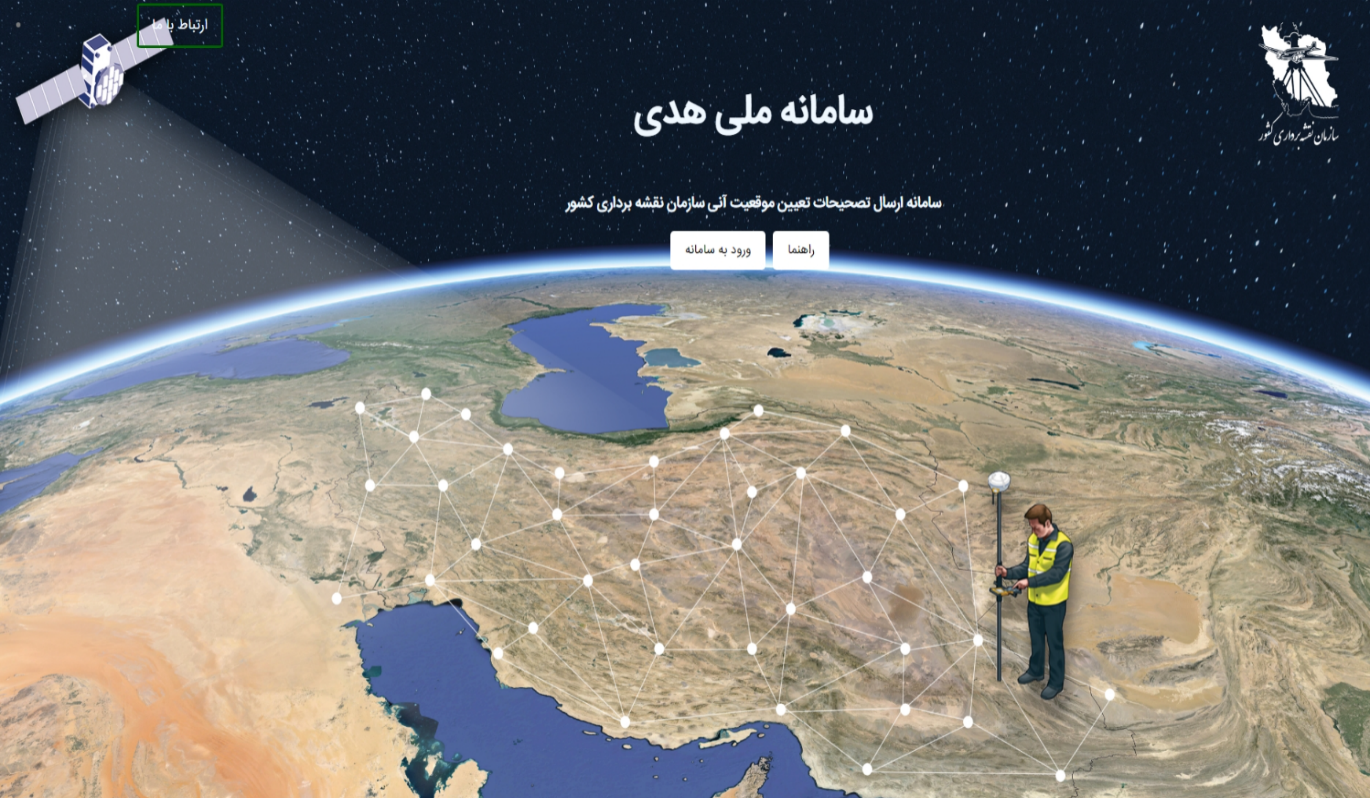 ارتباط با ما
سازمان نقشه برداری کشور
سامانه ملی هدی
سامانه ارسال تصحیحات تعیین موقعیت آنی سازمان نقشه برداری کشور
راهنما
ورود به سامانه